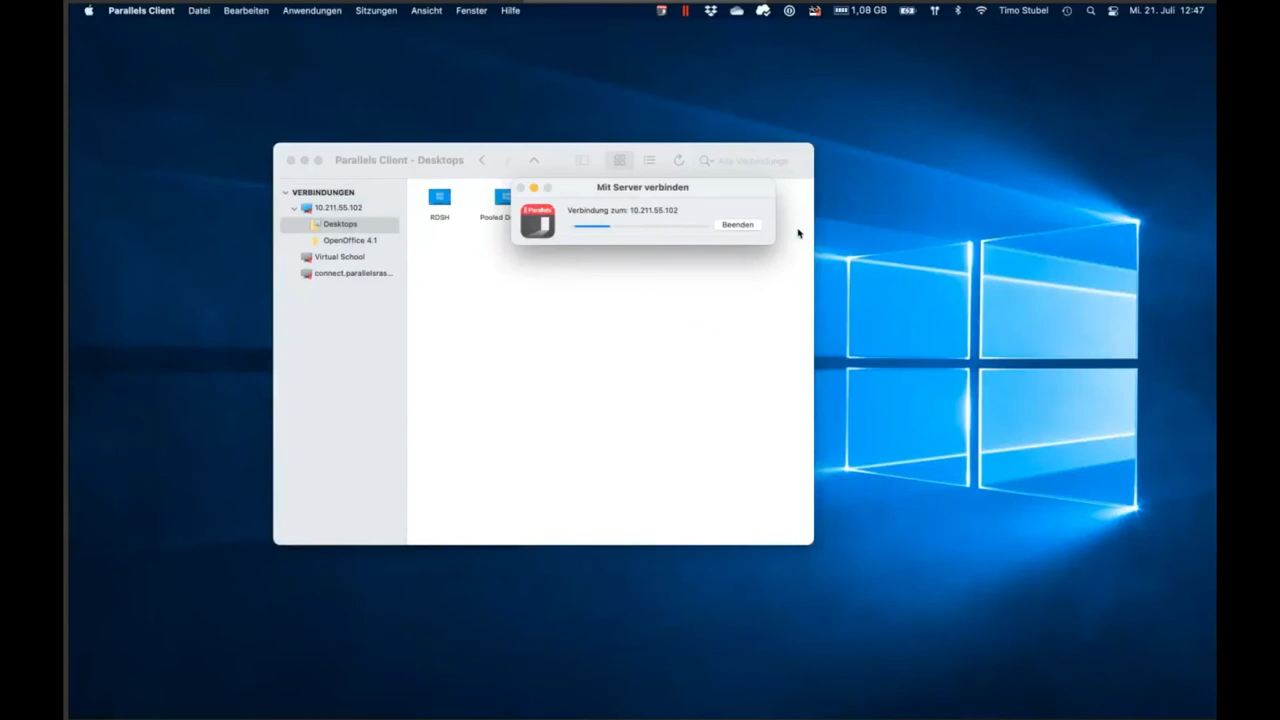 Parallels Client Datei Bearbeiten Anwendungen Sitzungen Ansicht Fenster Hilfe 1,08 GB Timo Stubel Mi. 21. Juli 12:47
Parallels Client - Desktops
VERBINDUNGEN
10.211.55.102
Desktops
OpenOffice 4.1
Virtual School
connect.parallelsras...
RDSH
Pooled
Mit Server verbinden
Parallels
Verbindung zum: 10.211.55.102
Beenden